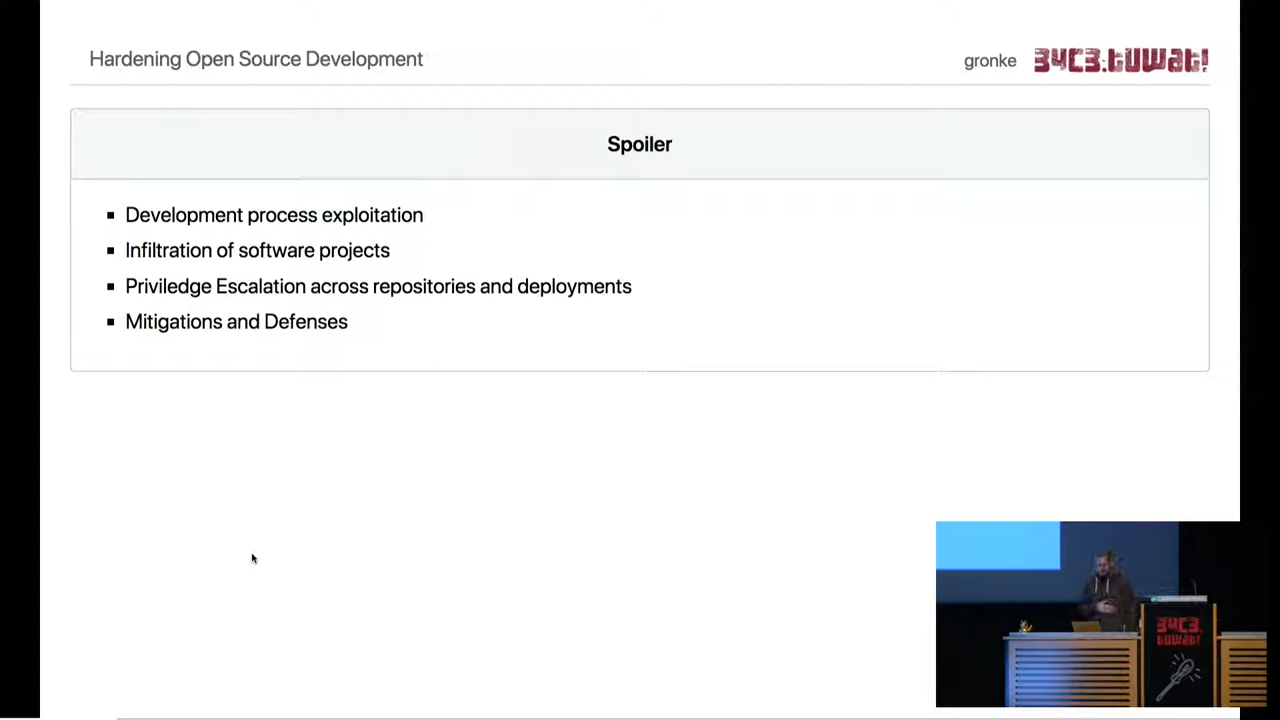 Hardening Open Source Development
gronke
34C3.tUWat!
Spoiler
Development process exploitation
Infiltration of software projects
Priviledge Escalation across repositories and deployments
Mitigations and Defenses
34C3.
tUWat!